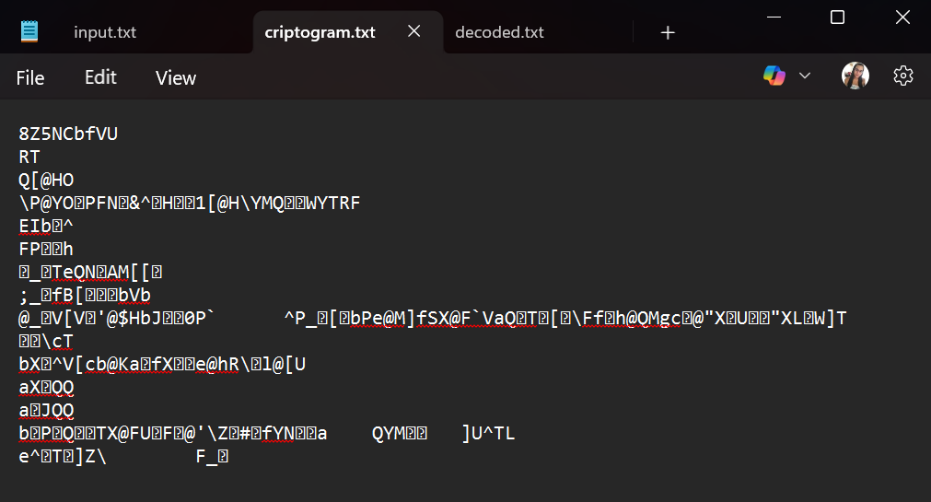 input.txt criptogram.txt decoded.txt
File Edit View
8Z5NCbfVU
RT
Q[@HO
\P@YO�PFN�&^�H��1[@H\YMQ��WYTRF
EIb�^
FP��h
�_�TeQN�AM[[�
;_�fB[���bVb
@_�V[V�'@$HbJ��0P`	^P_�[�bPe@M]fSX@F`VaQ�T�[�\Ff�h@QMgc�@"X�U��"XL�W]T
��\cT
bX�^V[cb@Ka�fX��e@hR\�l@[U
aX�QQ
a�JQQ
b�P�Q��TX@FU�F�@'\Z�#�fYN��a	QYM��	]U^TL
e^�T�]Z\	F_�